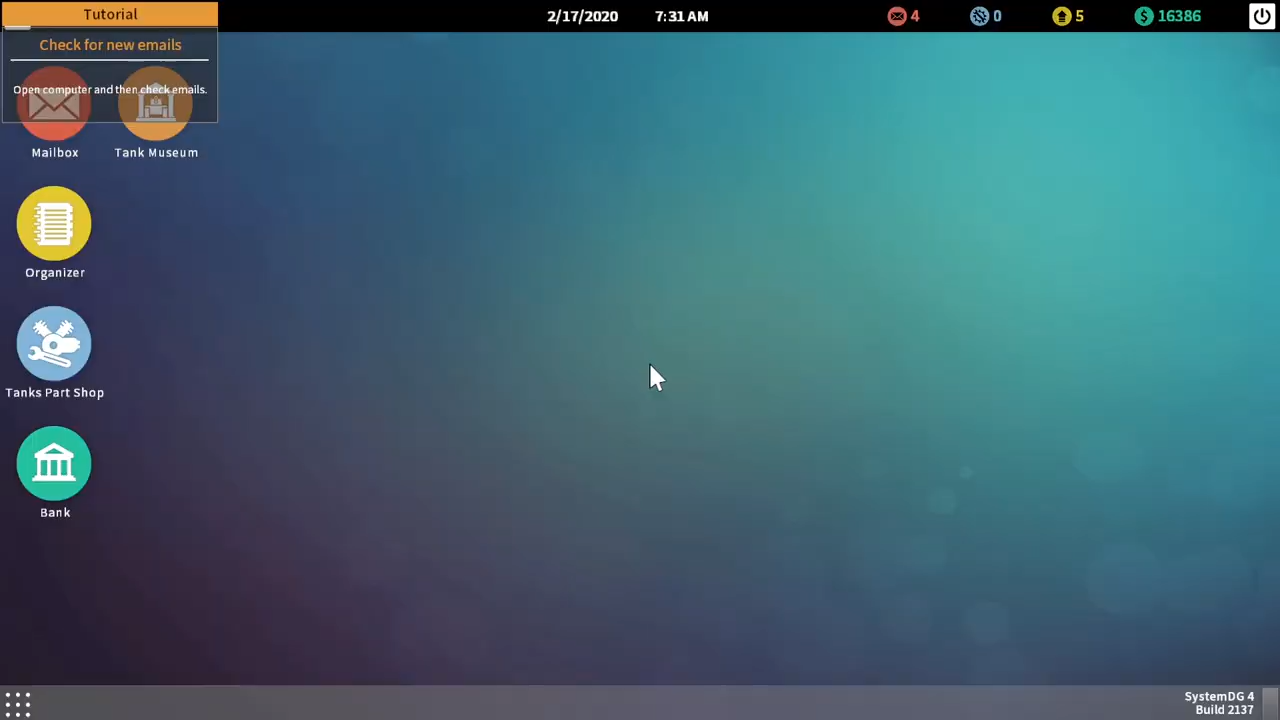 Tutorial
2/17/2020 7:31 AM 4 0 5 16386
Check for new emails
Open computer and then check emails.
Mailbox Tank Museum
Organizer
Tanks Part Shop
Bank
SystemDG 4
Build 2137